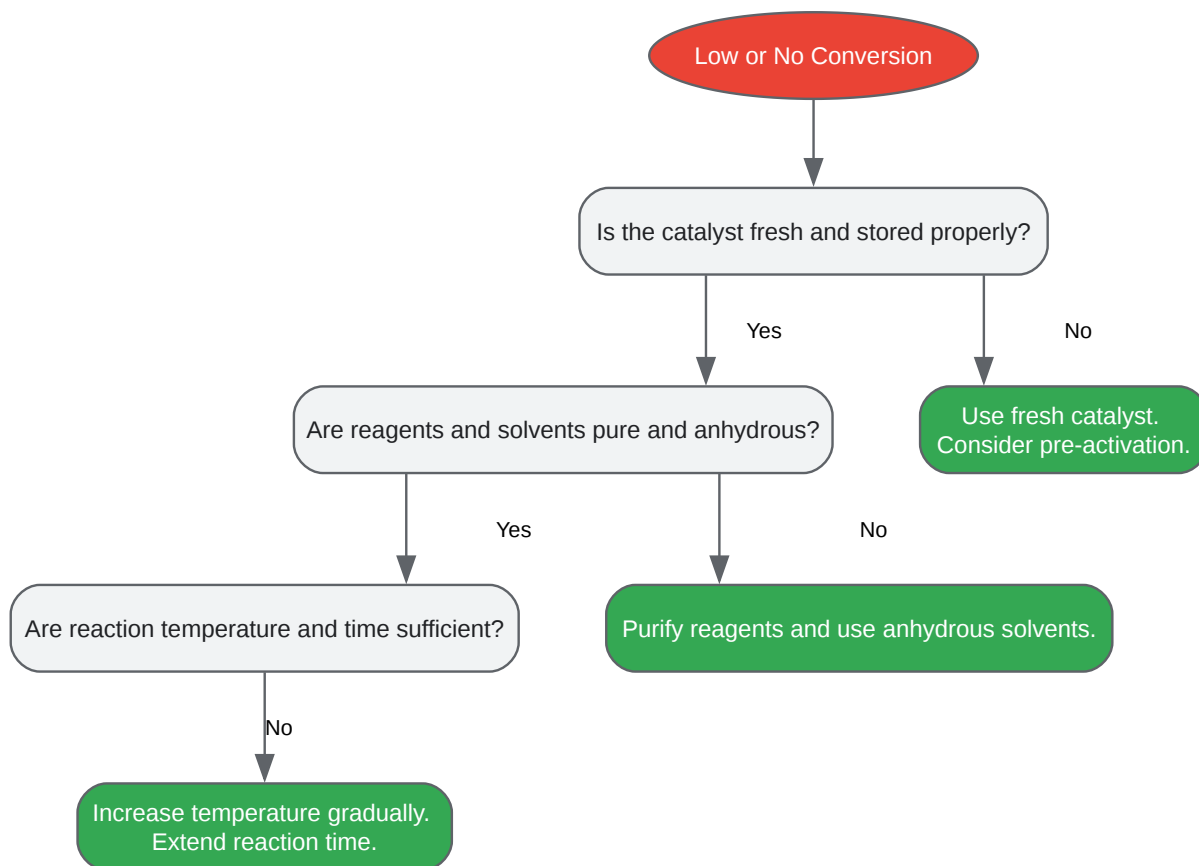 Low or No Conversion
Is the catalyst fresh and stored properly?
Yes
No
Are reagents and solvents pure and anhydrous?
Use fresh catalyst.
Consider pre-activation.
Yes
No
Are reaction temperature and time sufficient?
Purify reagents and use anhydrous solvents.
No
Increase temperature gradually.
Extend reaction time.